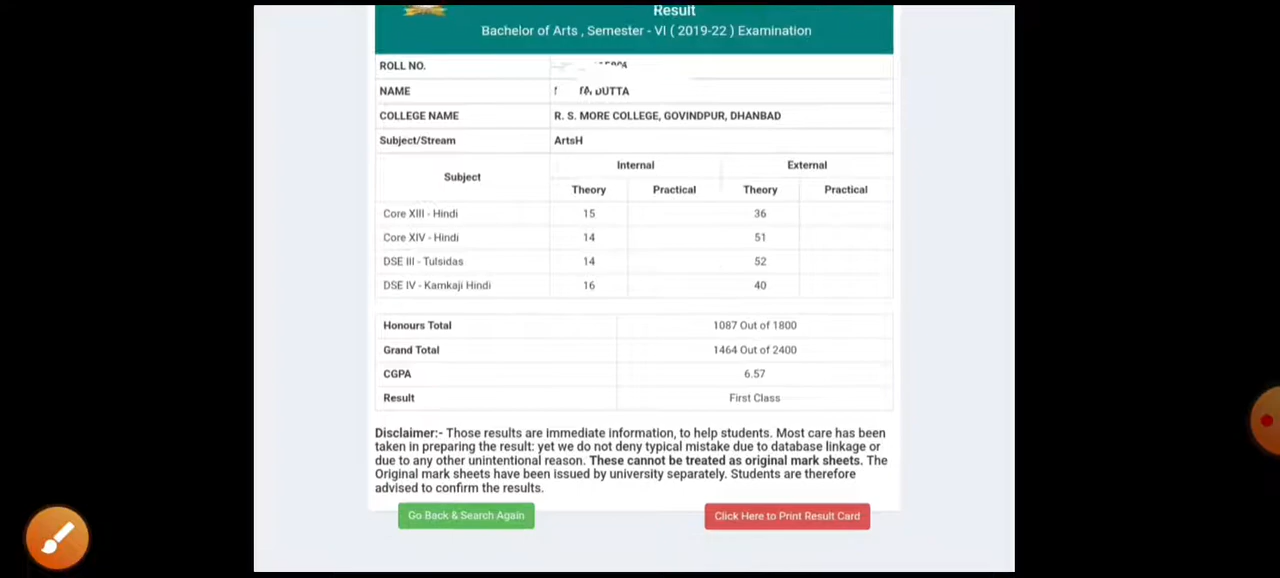 Result
Bachelor of Arts , Semester - VI ( 2019-22 ) Examination
ROLL NO.
NAME DUTTA
COLLEGE NAME R. S. MORE COLLEGE, GOVINDPUR, DHANBAD
Subject/Stream ArtsH
Subject Internal External
Theory Practical Theory Practical
Core XIII - Hindi 15 36
Core XIV - Hindi 14 51
DSE III - Tulsidas 14 52
DSE IV - Kamkaji Hindi 16 40
Honours Total 1087 Out of 1800
Grand Total 1464 Out of 2400
CGPA 6.57
Result First Class
Disclaimer:- Those results are immediate information, to help students. Most care has been
taken in preparing the result: yet we do not deny typical mistake due to database linkage or
due to any other unintentional reason. These cannot be treated as original mark sheets. The
Original mark sheets have been issued by university separately. Students are therefore
advised to confirm the results.
Go Back & Search Again Click Here to Print Result Card